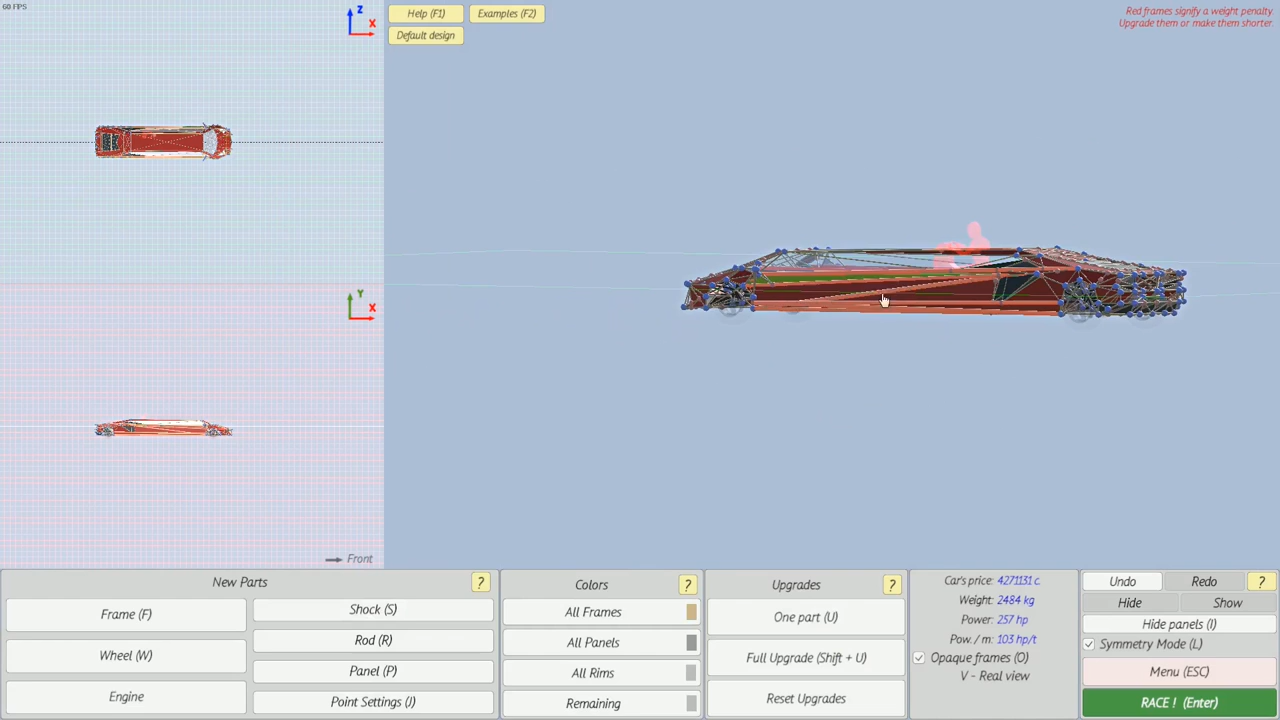 60 FPS
Z
X
Help (F1)
Examples (F2)
Default design
Red frames signify a weight penalty.
Upgrade them or make them shorter.
Y
X
Front
New Parts
?
Frame (F)
Shock (S)
Rod (R)
Wheel (W)
Panel (P)
Engine
Point Settings (J)
Colors
?
All Frames
All Panels
All Rims
Remaining
Upgrades
?
One part (U)
Full Upgrade (Shift + U)
Reset Upgrades
Car's price: 4271131 c.
Weight: 2484 kg
Power: 257 hp
Pow. / m: 103 hp/t
Opaque frames (O)
V - Real view
Undo
Redo
?
Hide
Show
Hide panels (I)
Symmetry Mode (L)
Menu (ESC)
RACE ! (Enter)